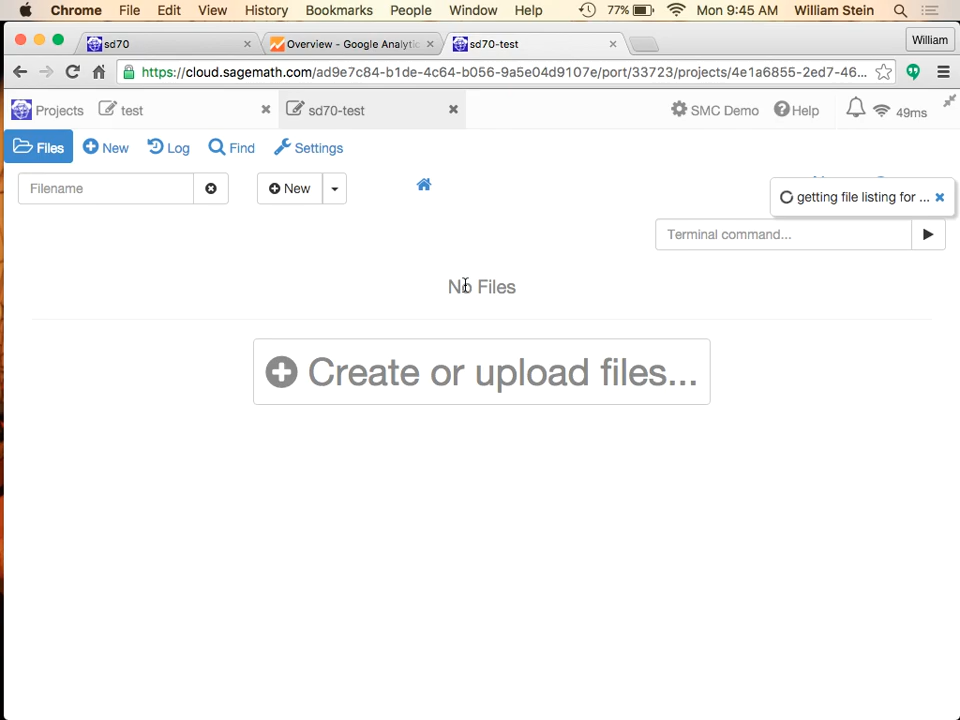 Chrome File Edit View History Bookmarks People Window Help 77% Mon 9:45 AM William Stein
sd70 Overview - Google Analytic sd70-test William
https://cloud.sagemath.com/ad9e7c84-b1de-4c64-b056-9a5e04d9107e/port/33723/projects/4e1a6855-2ed7-46...
Projects test sd70-test SMC Demo Help 49ms
Files New Log Find Settings
Filename New getting file listing for ...
Terminal command...
No Files
Create or upload files...